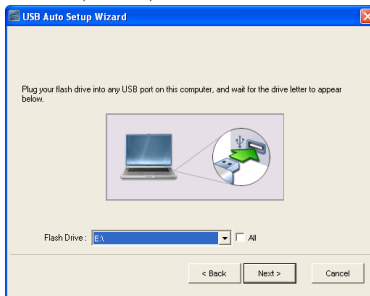 USB Auto Setup Wizard
Plug your flash drive into any USB port on this computer, and wait for the drive letter to appear
below.
Flash Drive : E:\ All
< Back Next > Cancel